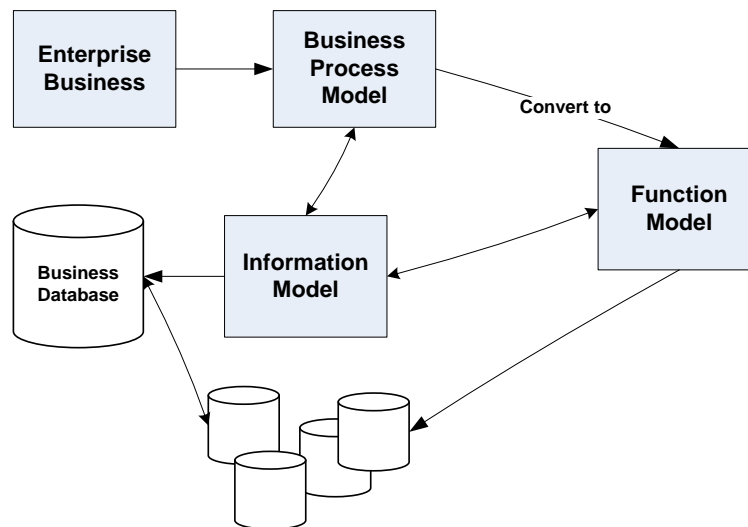 Enterprise
Business
Business
Process
Model
Convert to
Function
Model
Information
Model
Business
Database